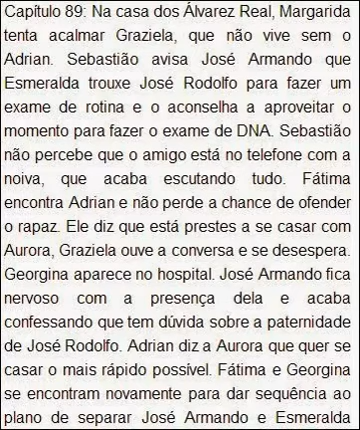 Capítulo 89: Na casa dos Álvarez Real, Margarida
tenta acalmar Graziela, que não vive sem o
Adrian. Sebastião avisa José Armando que
Esmeralda trouxe José Rodolfo para fazer um
exame de rotina e o aconselha a aproveitar o
momento para fazer o exame de DNA. Sebastião
não percebe que o amigo está no telefone com a
noiva, que acaba escutando tudo. Fátima
encontra Adrian e não perde a chance de ofender
o rapaz. Ele diz que está prestes a se casar com
Aurora, Graziela ouve a conversa e se desespera.
Georgina aparece no hospital. José Armando fica
nervoso com a presença dela e acaba
confessando que tem dúvida sobre a paternidade
de José Rodolfo. Adrian diz a Aurora que quer se
casar o mais rápido possível. Fátima e Georgina
se encontram novamente para dar sequência ao
plano de separar José Armando e Esmeralda